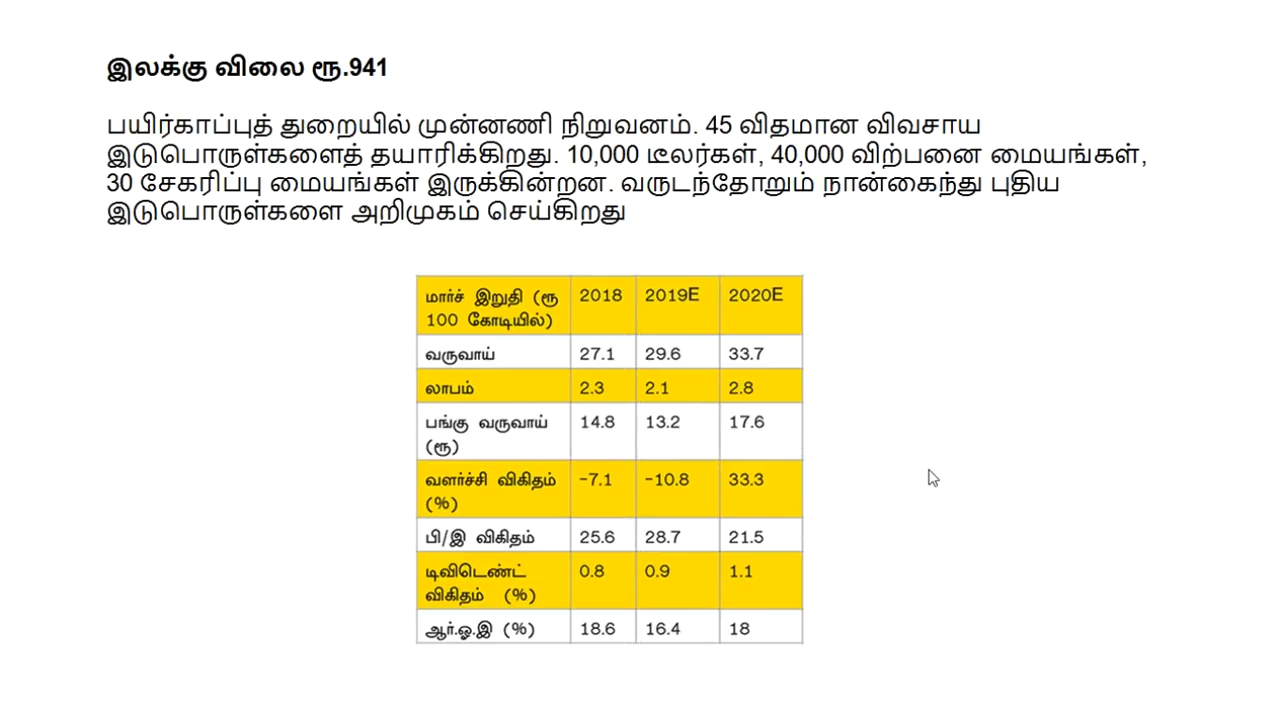 இலக்கு விலை ரூ.941
பயிர்காப்புத் துறையில் முன்னணி நிறுவனம். 45 விதமான விவசாய
இடுபொருள்களைத் தயாரிக்கிறது. 10,000 டீலர்கள், 40,000 விற்பனை மையங்கள்,
30 சேகரிப்பு மையங்கள் இருக்கின்றன. வருடந்தோறும் நான்கைந்து புதிய
இடுபொருள்களை அறிமுகம் செய்கிறது
மார்ச் இறுதி (ரூ 2018 2019E 2020E
100 கோடியில்)
வருவாய் 27.1 29.6 33.7
லாபம் 2.3 2.1 2.8
பங்கு வருவாய் 14.8 13.2 17.6
(ரூ)
வளர்ச்சி விகிதம் -7.1 -10.8 33.3
(%)
பி/இ விகிதம் 25.6 28.7 21.5
டிவிடெண்ட் 0.8 0.9 1.1
விகிதம் (%)
ஆர்.ஓ.இ (%) 18.6 16.4 18